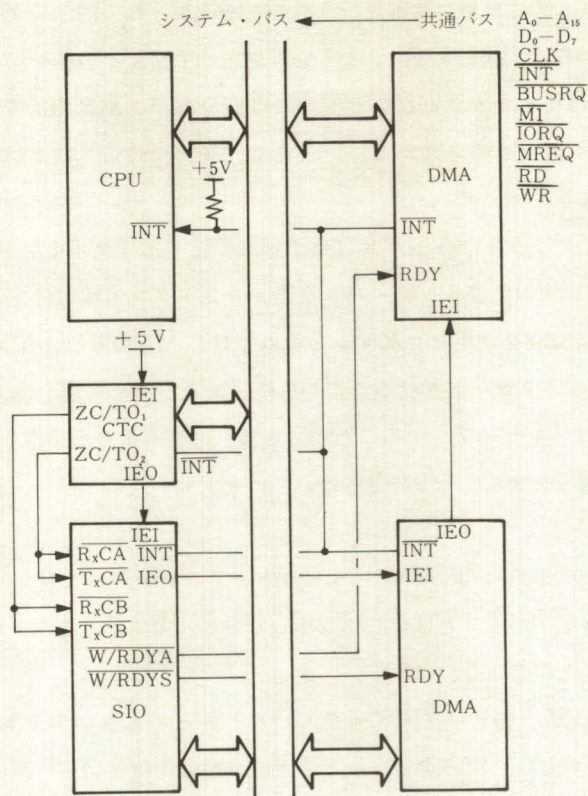 システム・バス 共通バス
A₀−A₁₅
D₀−D₇
CLK
INT
BUSRQ
M1
IORQ
MREQ
RD
WR
CPU
+5V
INT
DMA
INT
RDY
IEI
+5V
IEI
ZC/TO₁
CTC
ZC/TO₂
INT
IEO
IEI
RxCA INT
TxCA IEO
RxCB
TxCB
W/RDYA
W/RDYS
SIO
IEO
INT
IEI
RDY
DMA